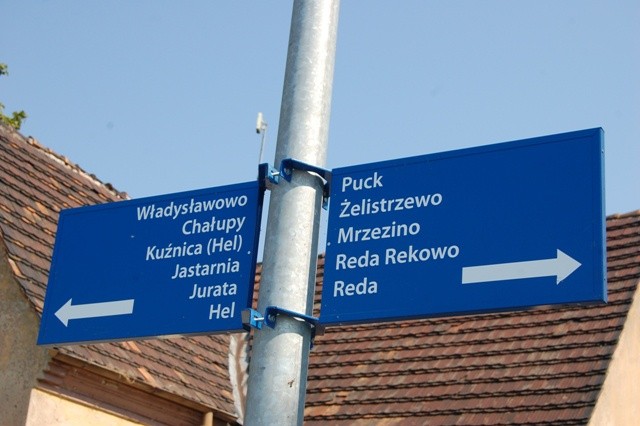 Władysławowo
Chałupy
Kuźnica (Hel)
Jastarnia
Jurata
Hel
Puck
Żelistrzewo
Mrzezino
Reda Rekowo
Reda